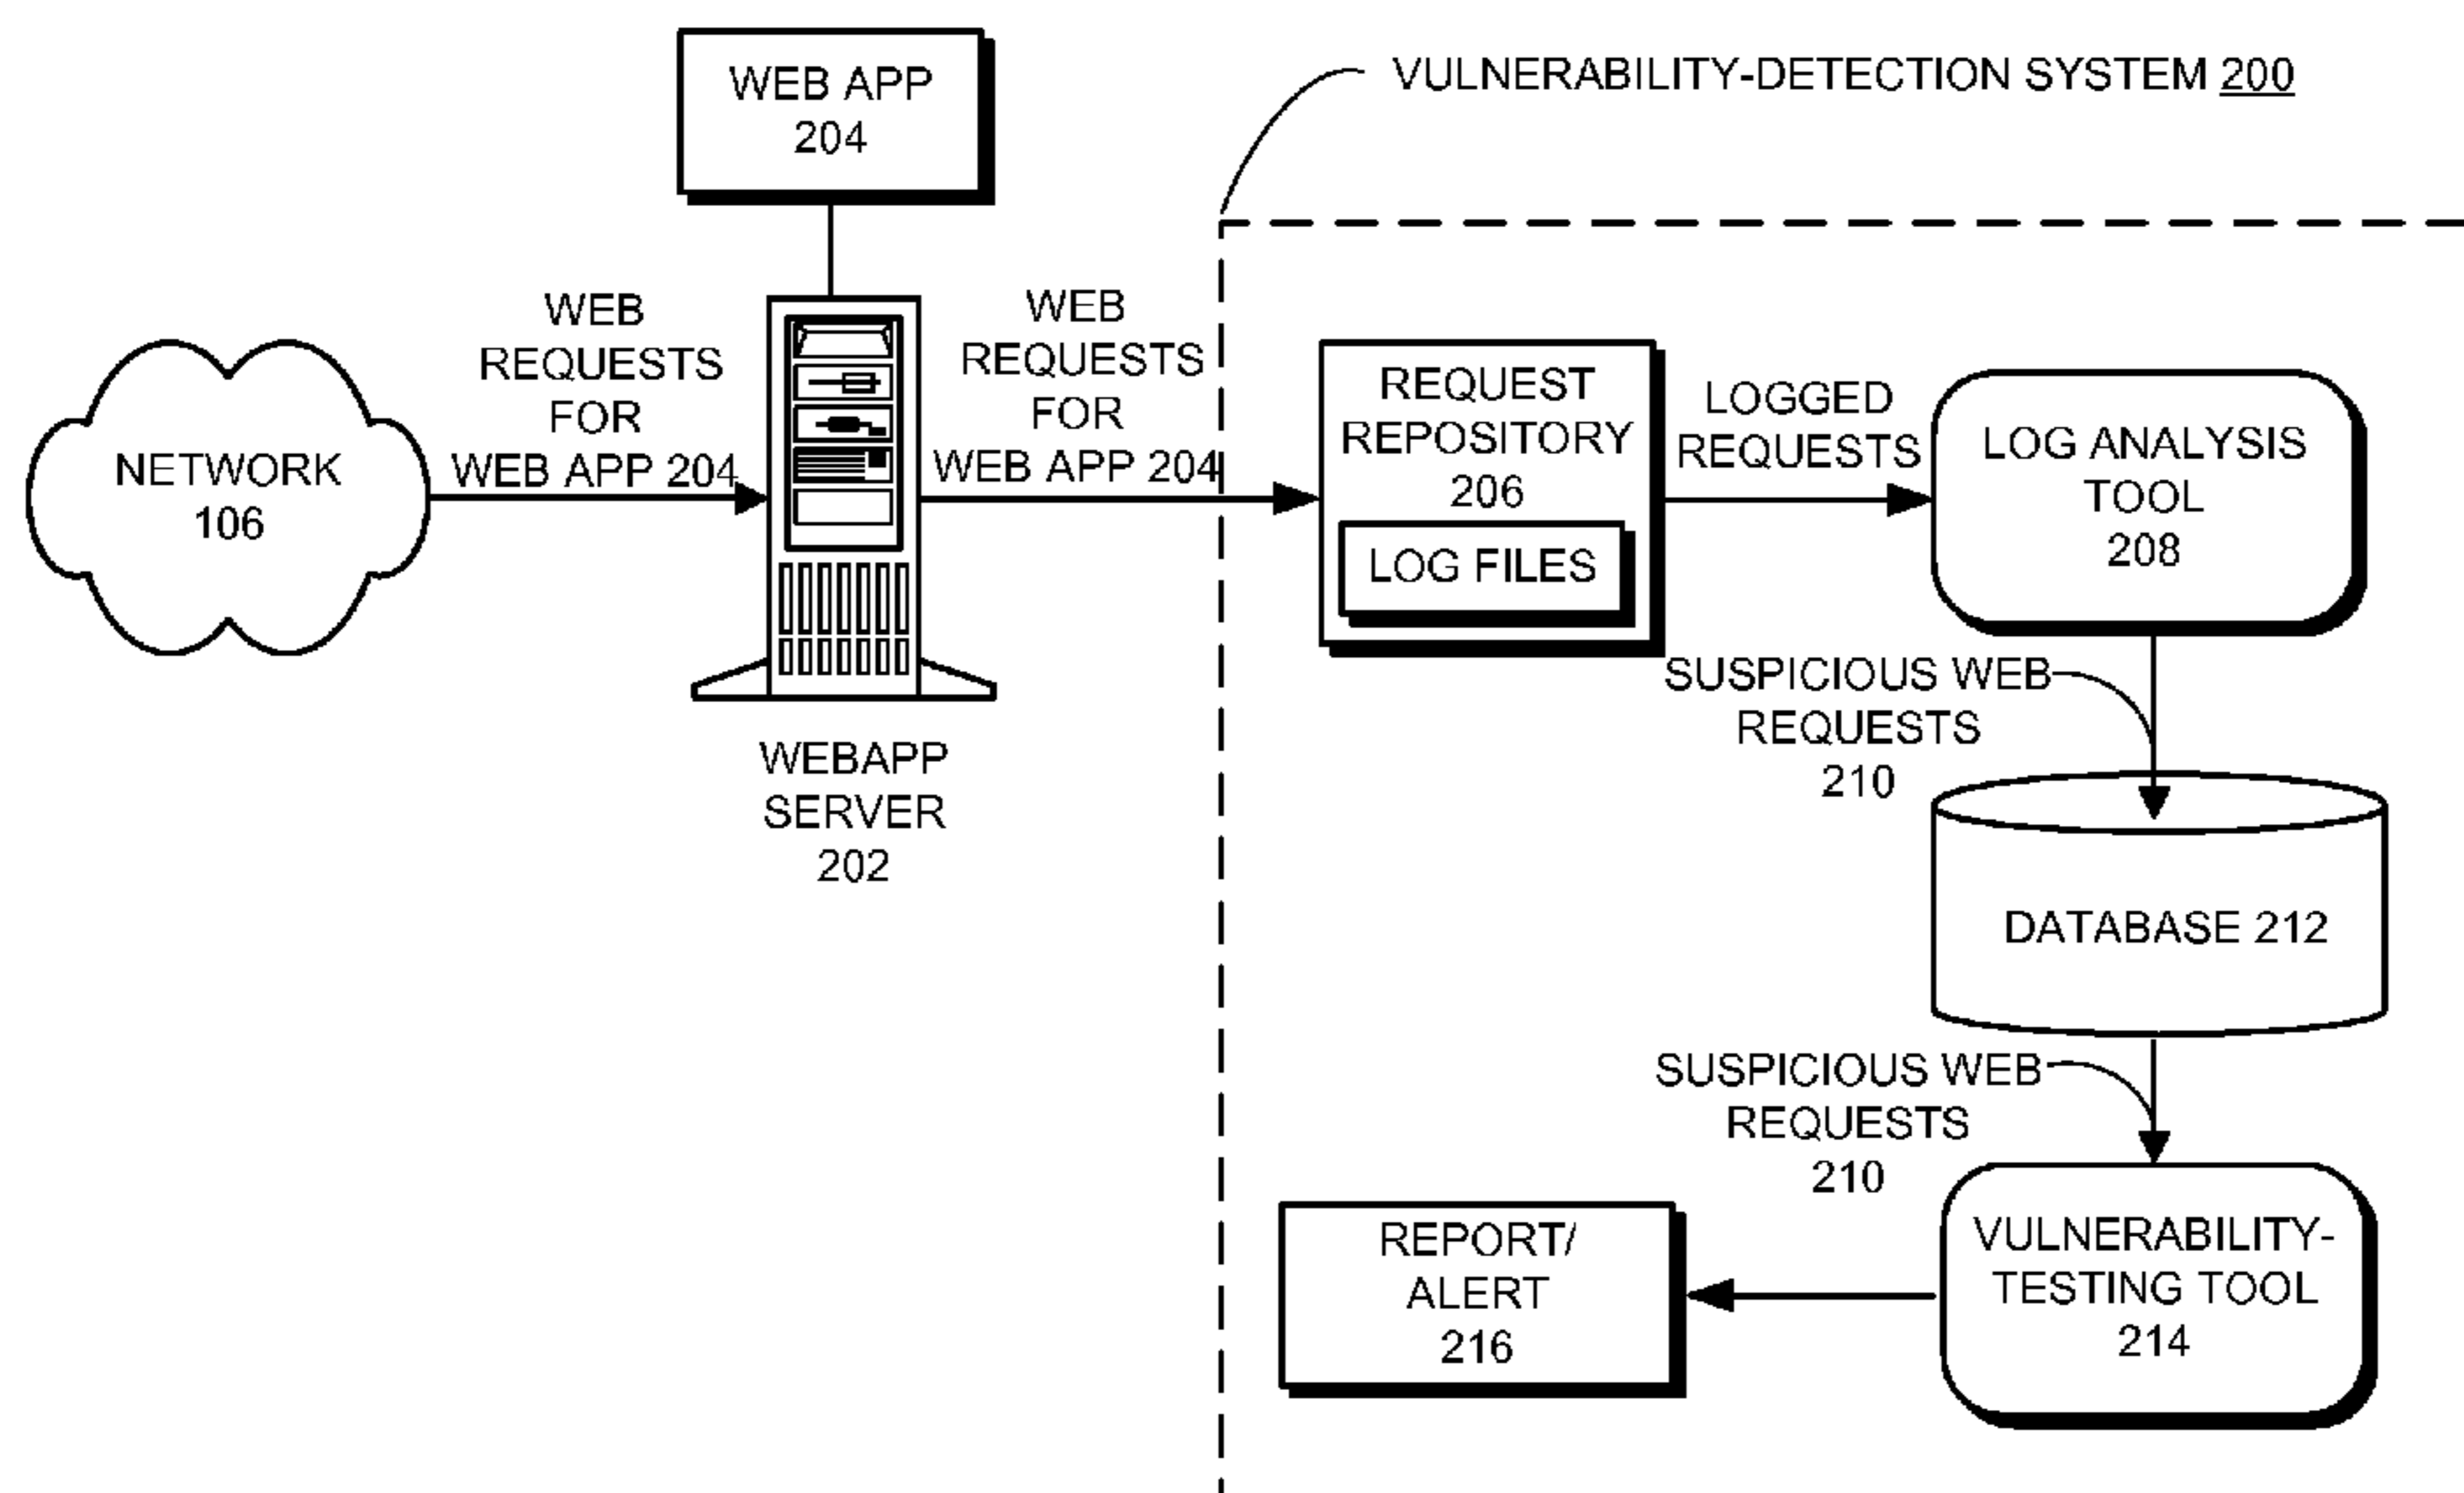 WEB APP
204
VULNERABILITY-DETECTION SYSTEM 200
NETWORK
106
WEB
REQUESTS
FOR
WEB APP 204
WEBAPP
SERVER
202
WEB
REQUESTS
FOR
WEB APP 204
REQUEST
REPOSITORY
206
LOG FILES
LOGGED
REQUESTS
LOG ANALYSIS
TOOL
208
SUSPICIOUS WEB
REQUESTS
210
DATABASE 212
SUSPICIOUS WEB
REQUESTS
210
VULNERABILITY-
TESTING TOOL
214
REPORT/
ALERT
216